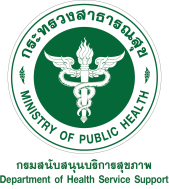 กระทรวงสาธารณสุข
MINISTRY OF PUBLIC HEALTH
กรมสนับสนุนบริการสุขภาพ
Department of Health Service Support